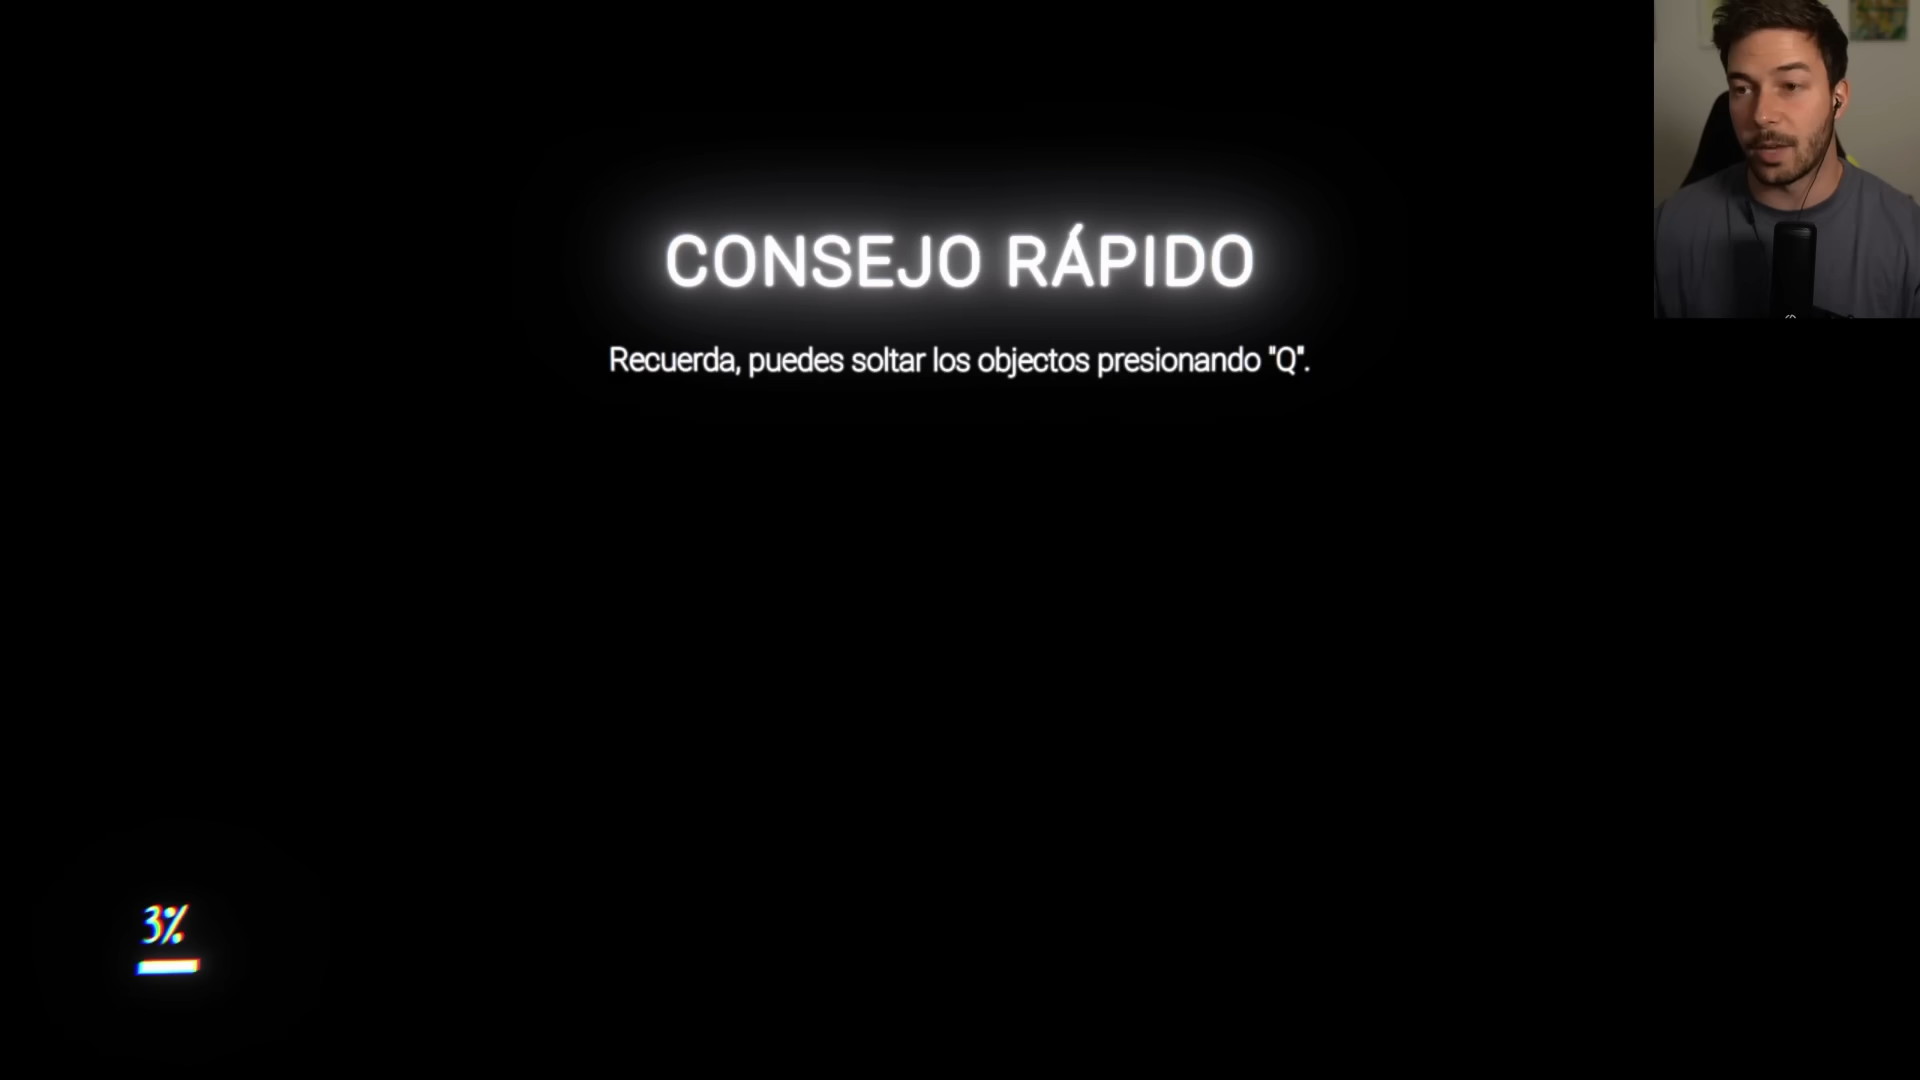 CONSEJO RÁPIDO
Recuerda, puedes soltar los objectos presionando "Q".
3%